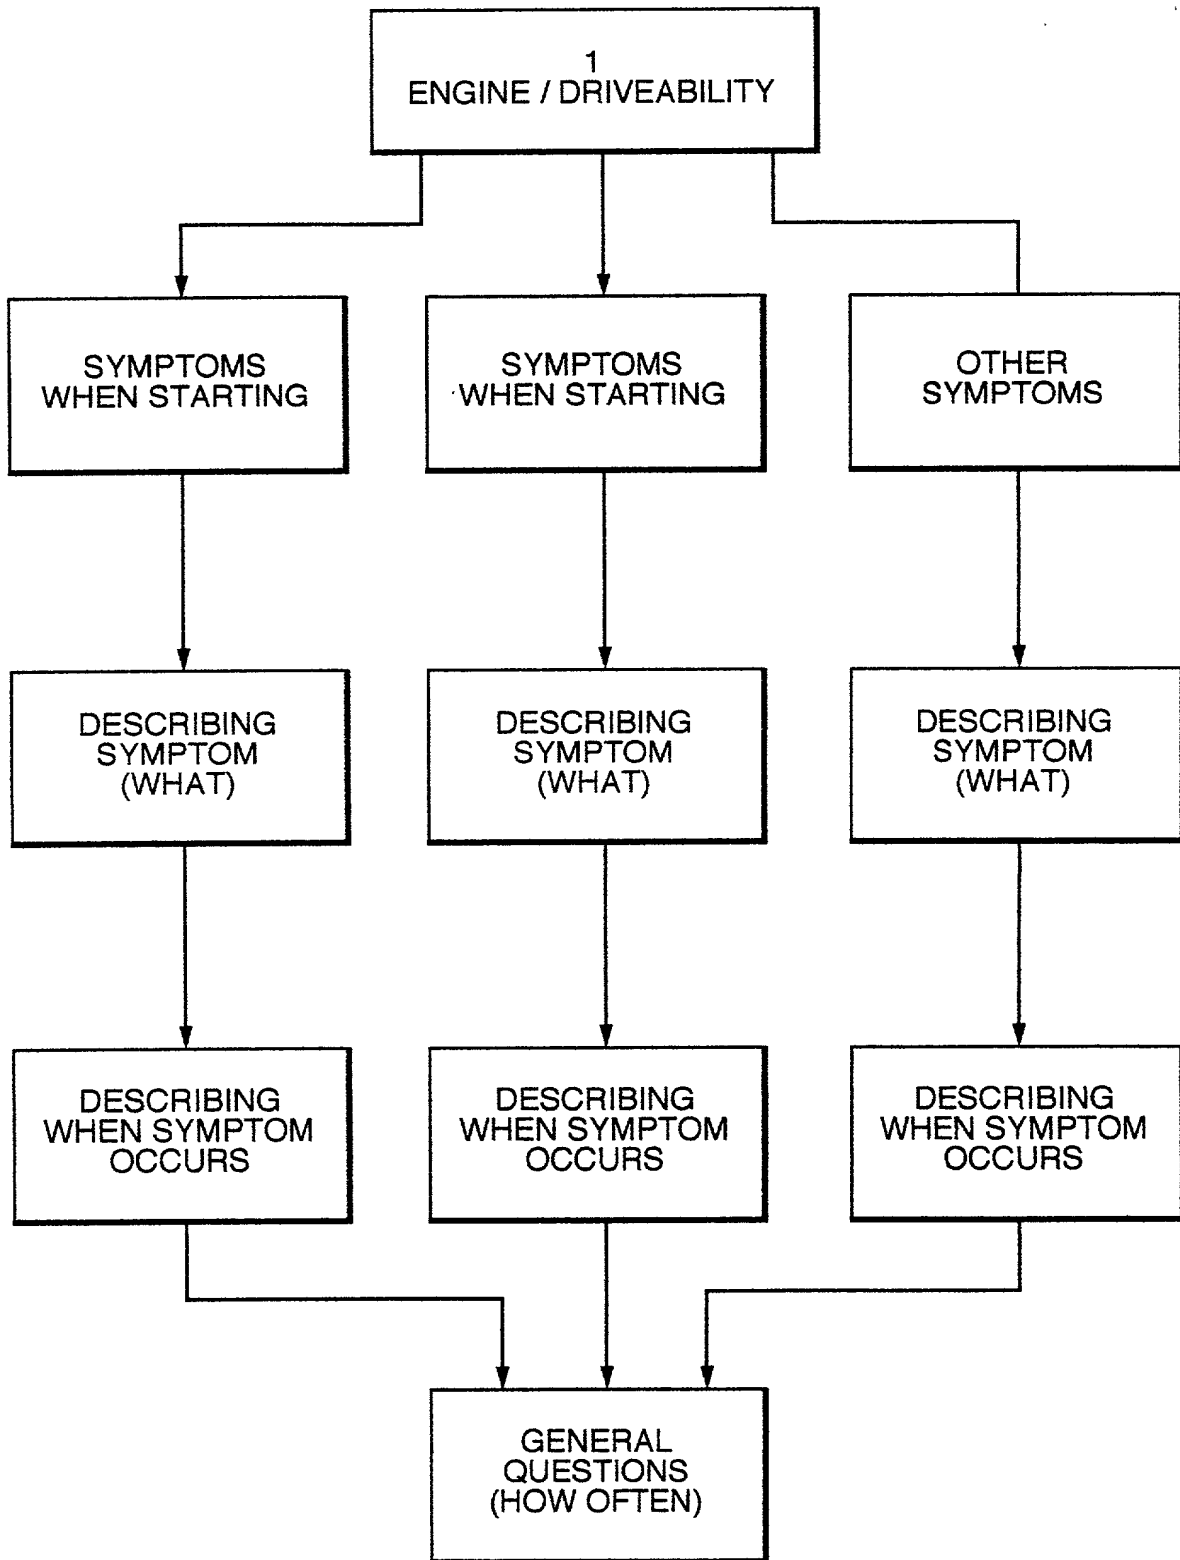 1
ENGINE / DRIVEABILITY
SYMPTOMS
WHEN STARTING
SYMPTOMS
WHEN STARTING
OTHER
SYMPTOMS
DESCRIBING
SYMPTOM
(WHAT)
DESCRIBING
SYMPTOM
(WHAT)
DESCRIBING
SYMPTOM
(WHAT)
DESCRIBING
WHEN SYMPTOM
OCCURS
DESCRIBING
WHEN SYMPTOM
OCCURS
DESCRIBING
WHEN SYMPTOM
OCCURS
GENERAL
QUESTIONS
(HOW OFTEN)